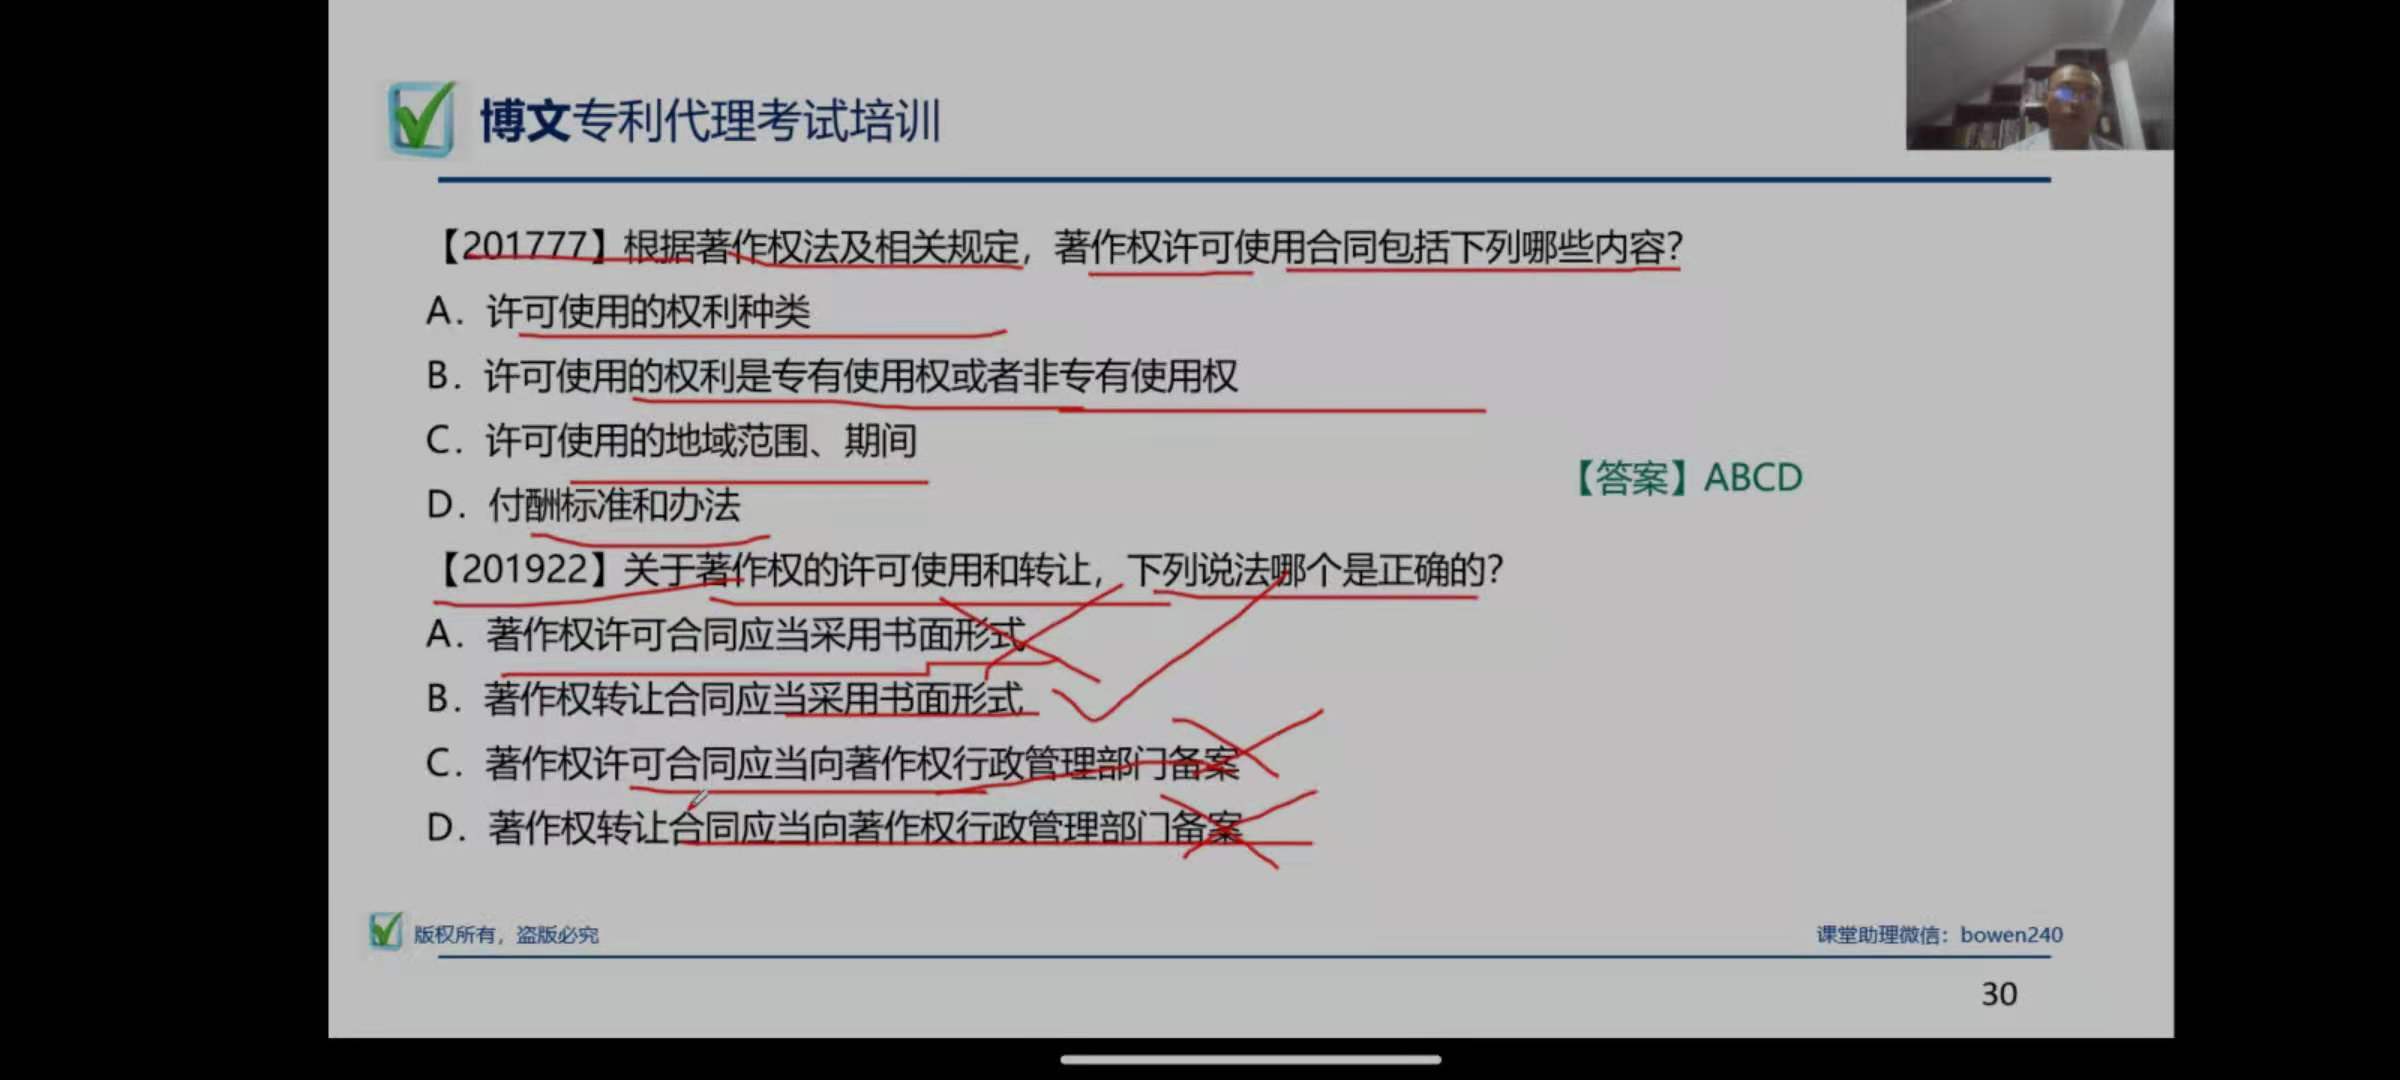 博文专利代理考试培训
【201777】根据著作权法及相关规定，著作权许可使用合同包括下列哪些内容？
A．许可使用的权利种类
B．许可使用的权利是专有使用权或者非专有使用权
C．许可使用的地域范围、期间
【答案】ABCD
D．付酬标准和办法
【201922】关于著作权的许可使用和转让，下列说法哪个是正确的？
A．著作权许可合同应当采用书面形式
B．著作权转让合同应当采用书面形式
C．著作权许可合同应当向著作权行政管理部门备案
D．著作权转让合同应当向著作权行政管理部门备案
版权所有，盗版必究
课堂助理微信：bowen240
30